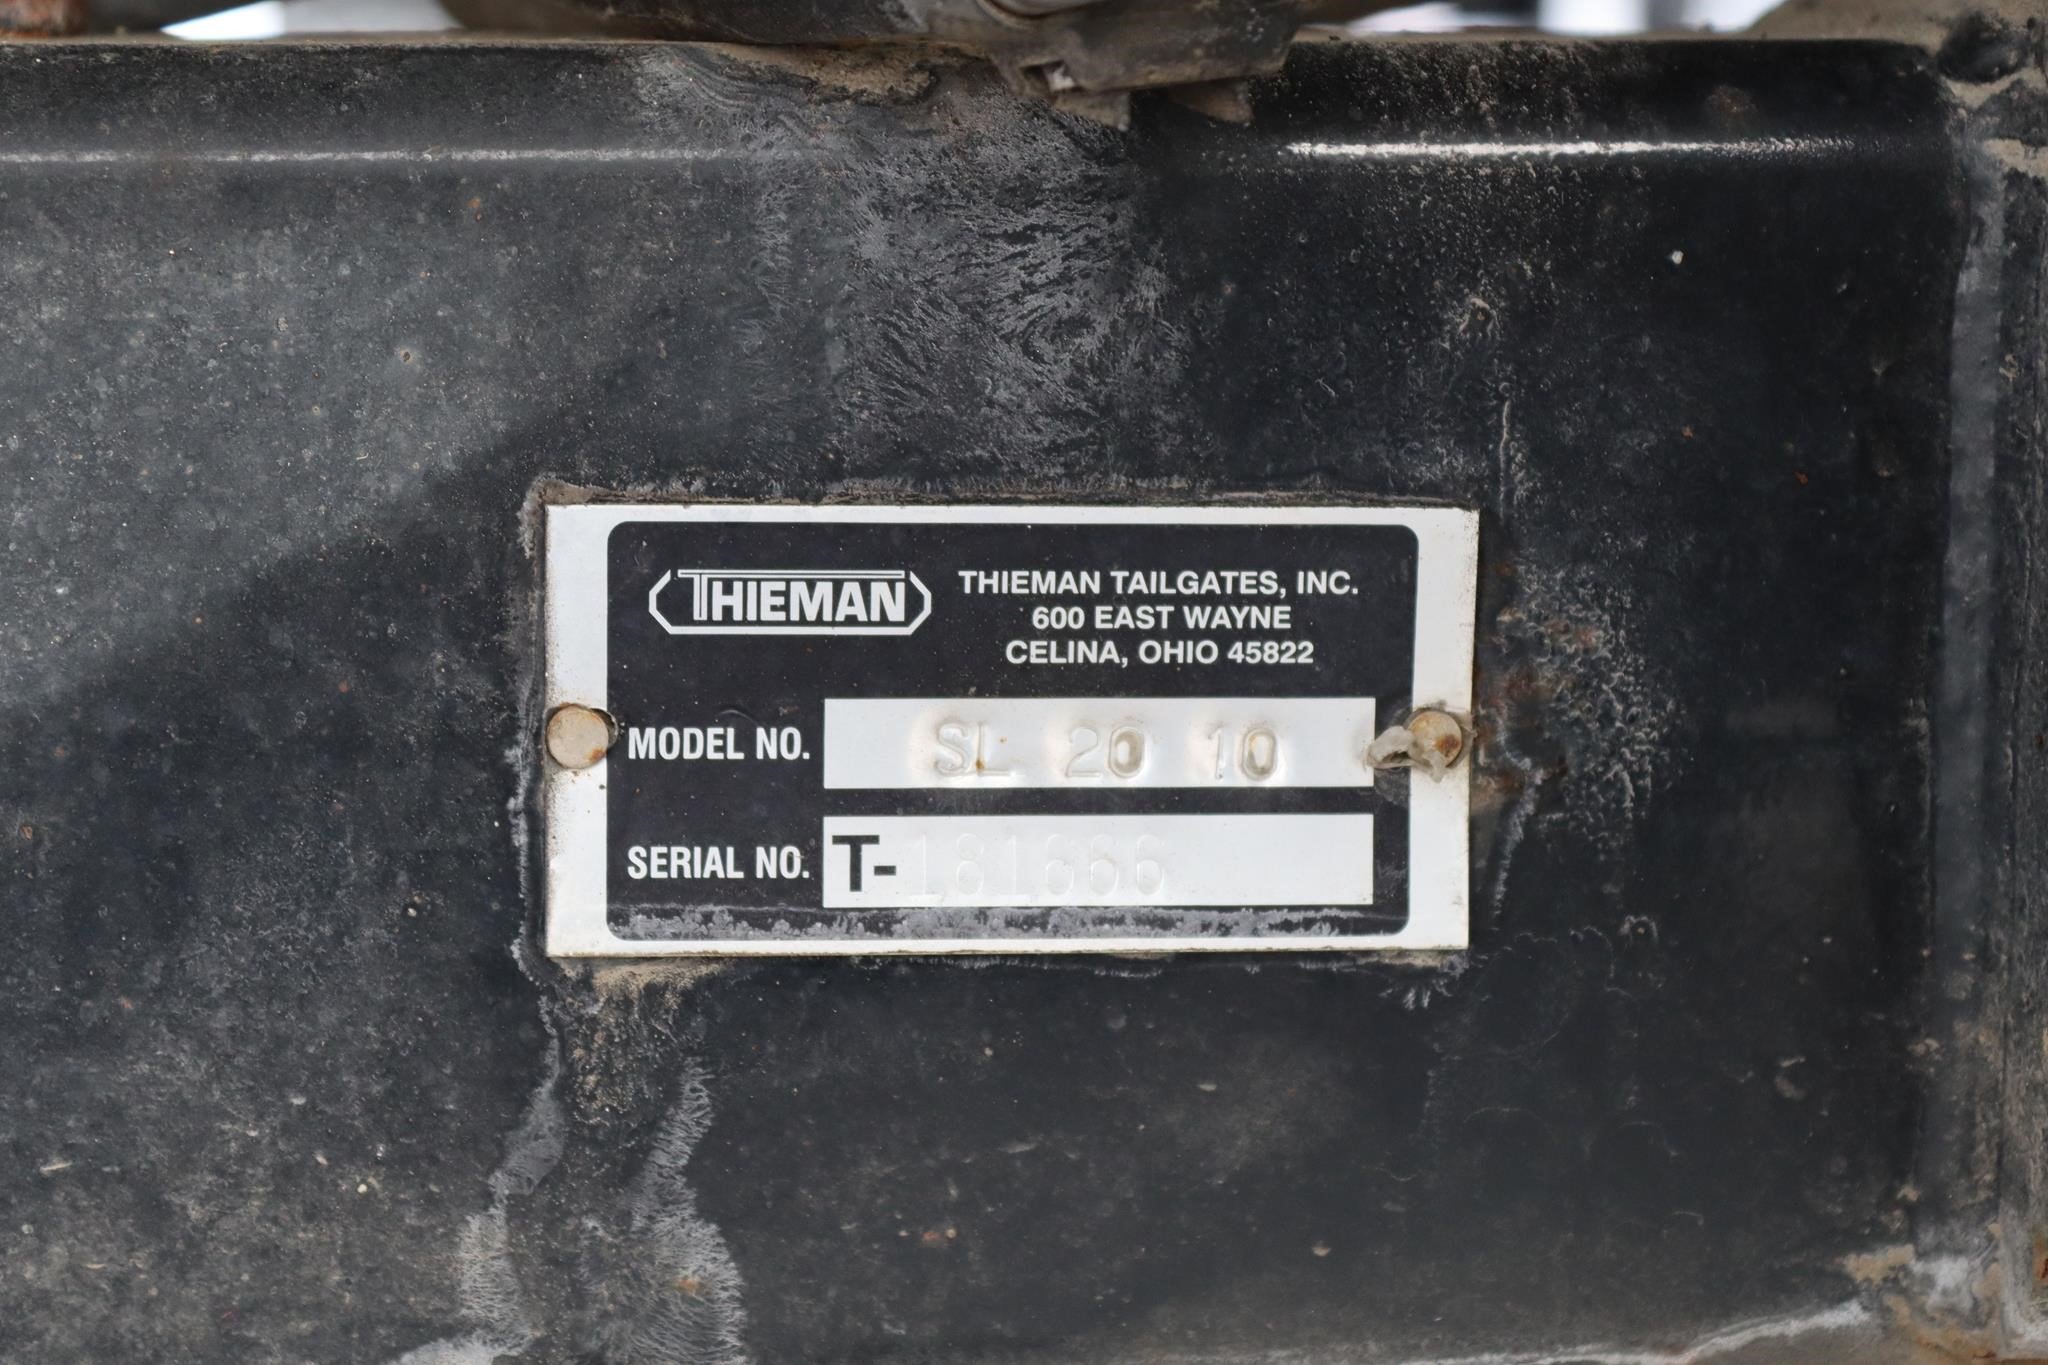 THIEMAN
THIEMAN TAILGATES, INC.
600 EAST WAYNE
CELINA, OHIO 45822
MODEL NO. SL 20 10
SERIAL NO. T-181666